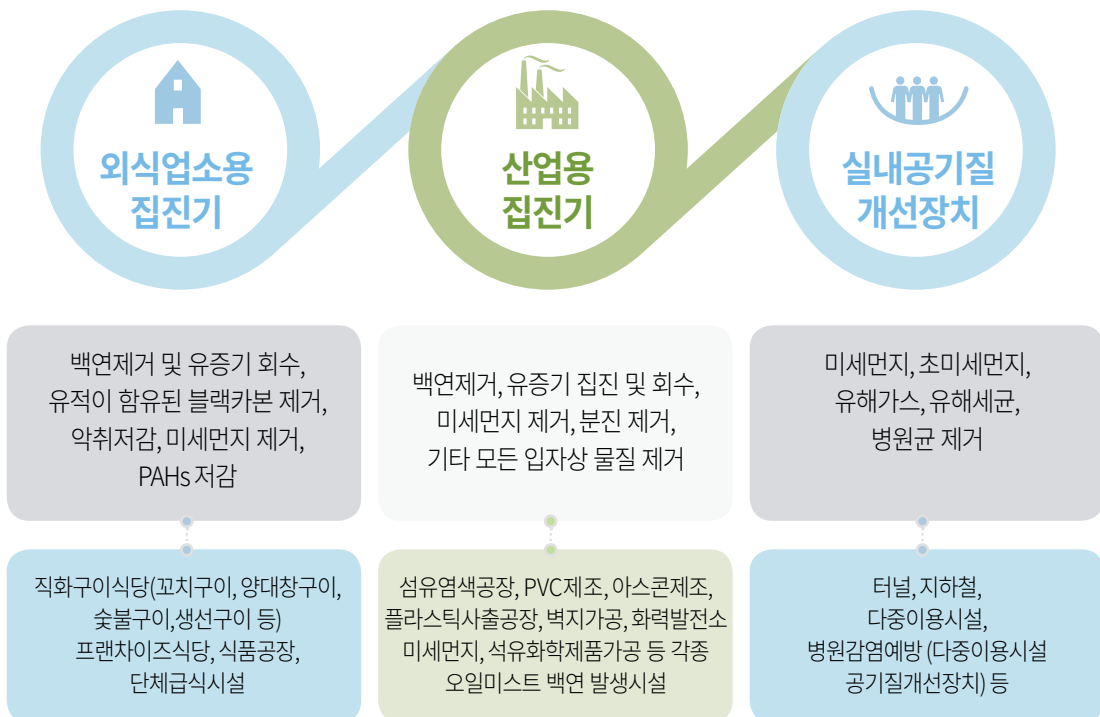 외식업소용
집진기
산업용
집진기
실내공기질
개선장치
백연제거 및 유증기 회수,
유적이 함유된 블랙카본 제거,
악취저감, 미세먼지 제거,
PAHs 저감
백연제거, 유증기 집진 및 회수,
미세먼지 제거, 분진 제거,
기타 모든 입자상 물질 제거
미세먼지, 초미세먼지,
유해가스, 유해세균,
병원균 제거
직화구이식당(꼬치구이, 양대창구이,
숯불구이,생선구이 등)
프랜차이즈식당, 식품공장,
단체급식시설
섬유염색공장, PVC제조, 아스콘제조,
플라스틱사출공장, 벽지가공, 화력발전소
미세먼지, 석유화학제품가공 등 각종
오일미스트 백연 발생시설
터널, 지하철,
다중이용시설,
병원감염예방 (다중이용시설
공기질개선장치) 등